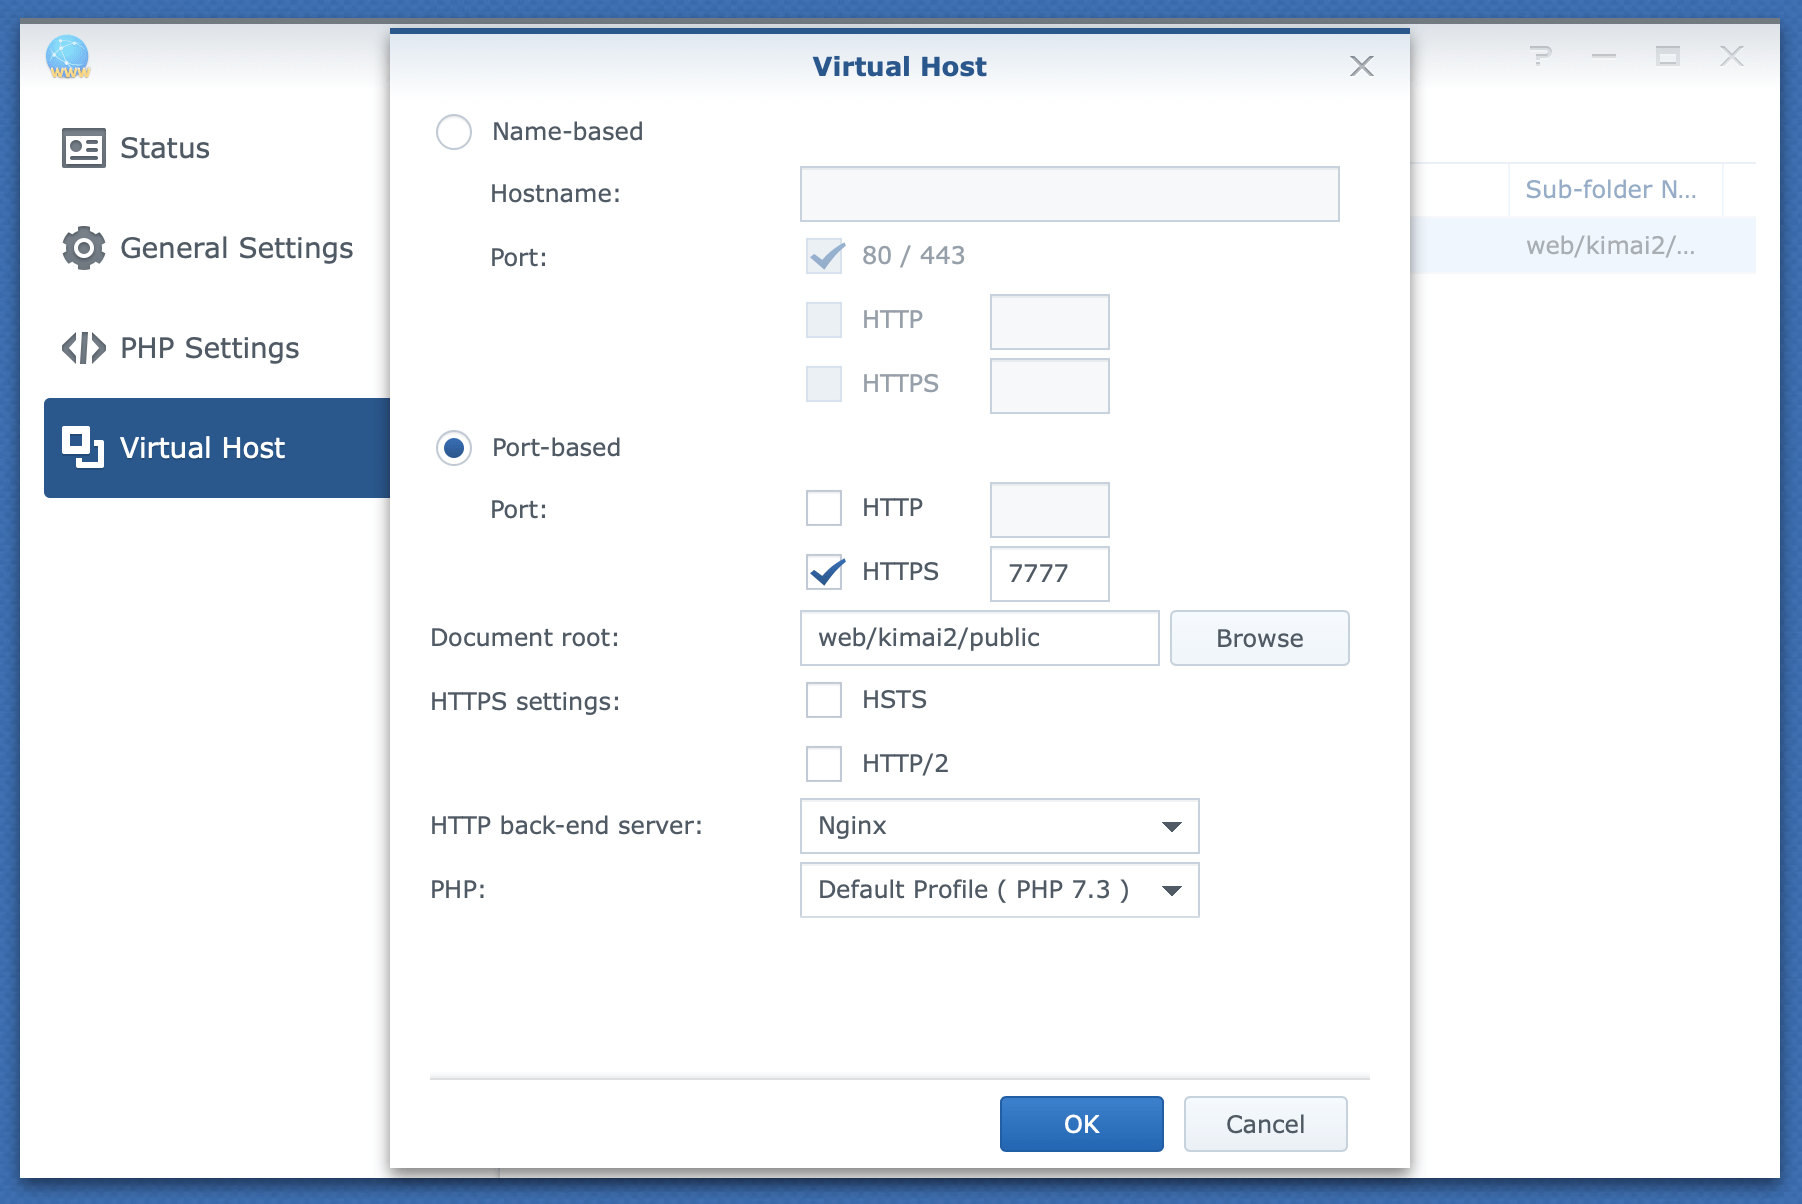 www
Status
General Settings
PHP Settings
Virtual Host
Virtual Host
Name-based
Hostname:
Port:
80 / 443
HTTP
HTTPS
Port-based
Port:
HTTP
HTTPS
7777
Document root:
web/kimai2/public
Browse
HTTPS settings:
HSTS
HTTP/2
HTTP back-end server:
Nginx
PHP:
Default Profile ( PHP 7.3 )
OK
Cancel
?
Sub-folder N...
web/kimai2/...